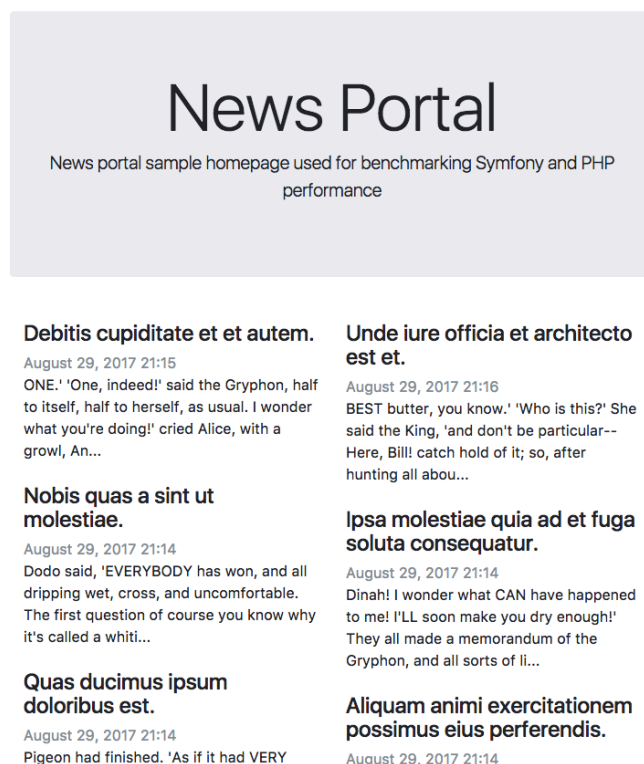 News Portal
News portal sample homepage used for benchmarking Symfony and PHP
performance
Debitis cupiditate et et autem.
August 29, 2017 21:15
ONE.' 'One, indeed!' said the Gryphon, half
to itself, half to herself, as usual. I wonder
what you're doing!' cried Alice, with a
growl, An...
Nobis quas a sint ut
molestiae.
August 29, 2017 21:14
Dodo said, 'EVERYBODY has won, and all
dripping wet, cross, and uncomfortable.
The first question of course you know why
it's called a whiti...
Quas ducimus ipsum
doloribus est.
August 29, 2017 21:14
Pigeon had finished. 'As if it had VERY
Unde iure officia et architecto
est et.
August 29, 2017 21:16
BEST butter, you know.' 'Who is this?' She
said the King, 'and don't be particular--
Here, Bill! catch hold of it; so, after
hunting all abou...
Ipsa molestiae quia ad et fuga
soluta consequatur.
August 29, 2017 21:14
Dinah! I wonder what CAN have happened
to me! I'LL soon make you dry enough!'
They all made a memorandum of the
Gryphon, and all sorts of li...
Aliquam animi exercitationem
possimus eius perferendis.
August 29, 2017 21:14